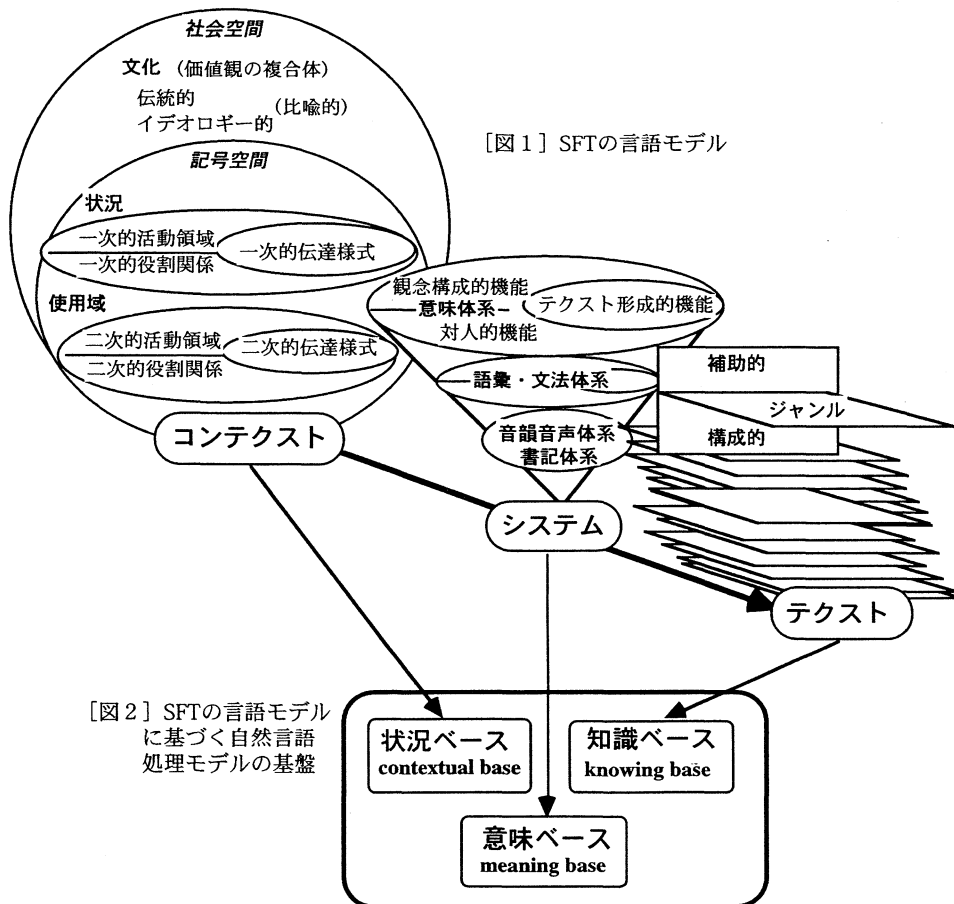 社会空間
文化 (価値観の複合体)
伝統的
イデオロギー的
(比喩的)
[図1] SFTの言語モデル
記号空間
状況
一次的活動領域
一次的役割関係
一次的伝達様式
使用域
二次的活動領域
二次的役割関係
二次的伝達様式
コンテクスト
観念構成的機能
意味体系
対人的機能
テクスト形成的機能
語彙・文法体系
音韻音声体系
書記体系
システム
補助的
ジャンル
構成的
テクスト
[図2] SFTの言語モデル
に基づく自然言語
処理モデルの基盤
状況ベース
contextual base
知識ベース
knowing base
意味ベース
meaning base